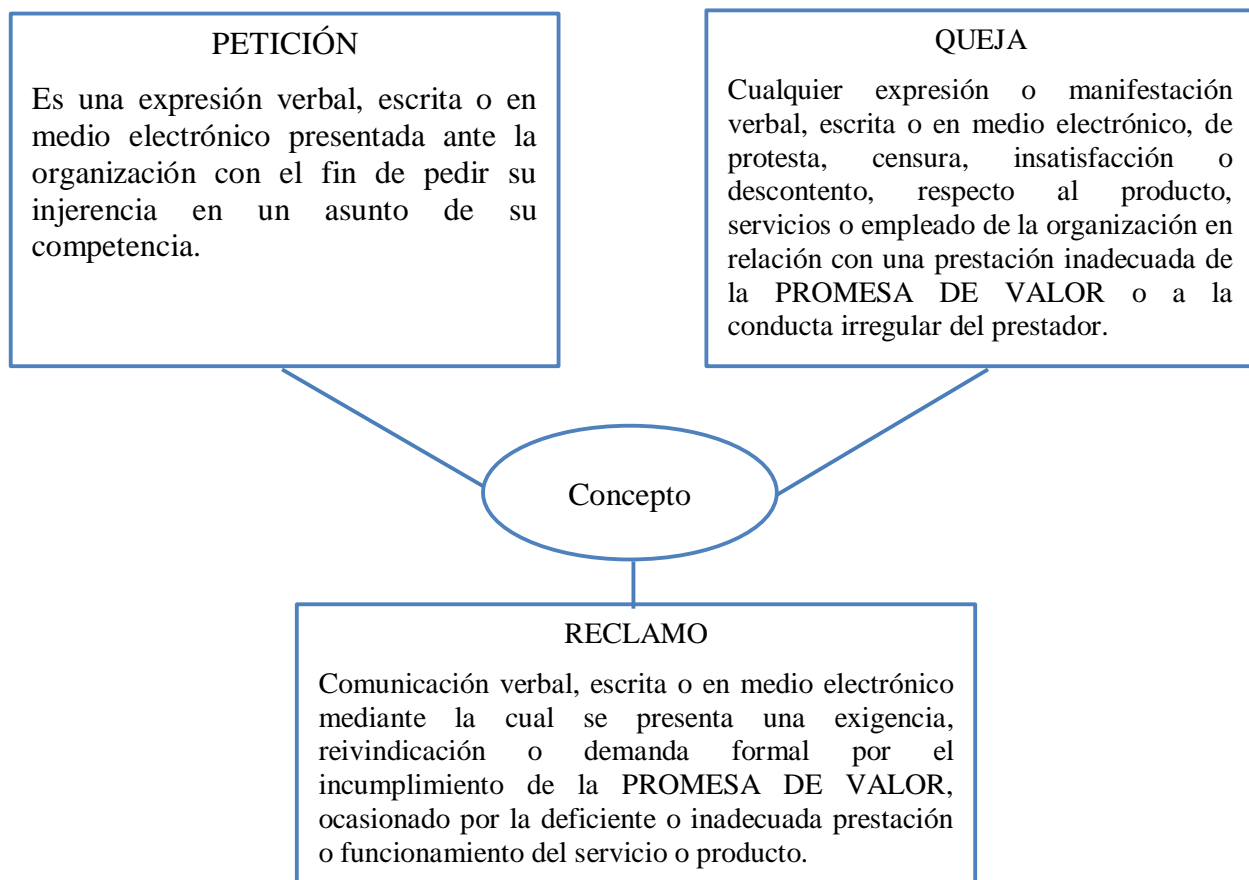 PETICIÓN
Es una expresión verbal, escrita o en
medio electrónico presentada ante la
organización con el fin de pedir su
injerencia en un asunto de su
competencia.
QUEJA
Cualquier expresión o manifestación
verbal, escrita o en medio electrónico, de
protesta, censura, insatisfacción o
descontento, respecto al producto,
servicios o empleado de la organización en
relación con una prestación inadecuada de
la PROMESA DE VALOR o a la
conducta irregular del prestador.
Concepto
RECLAMO
Comunicación verbal, escrita o en medio electrónico
mediante la cual se presenta una exigencia,
reivindicación o demanda formal por el
incumplimiento de la PROMESA DE VALOR,
ocasionado por la deficiente o inadecuada prestación
o funcionamiento del servicio o producto.